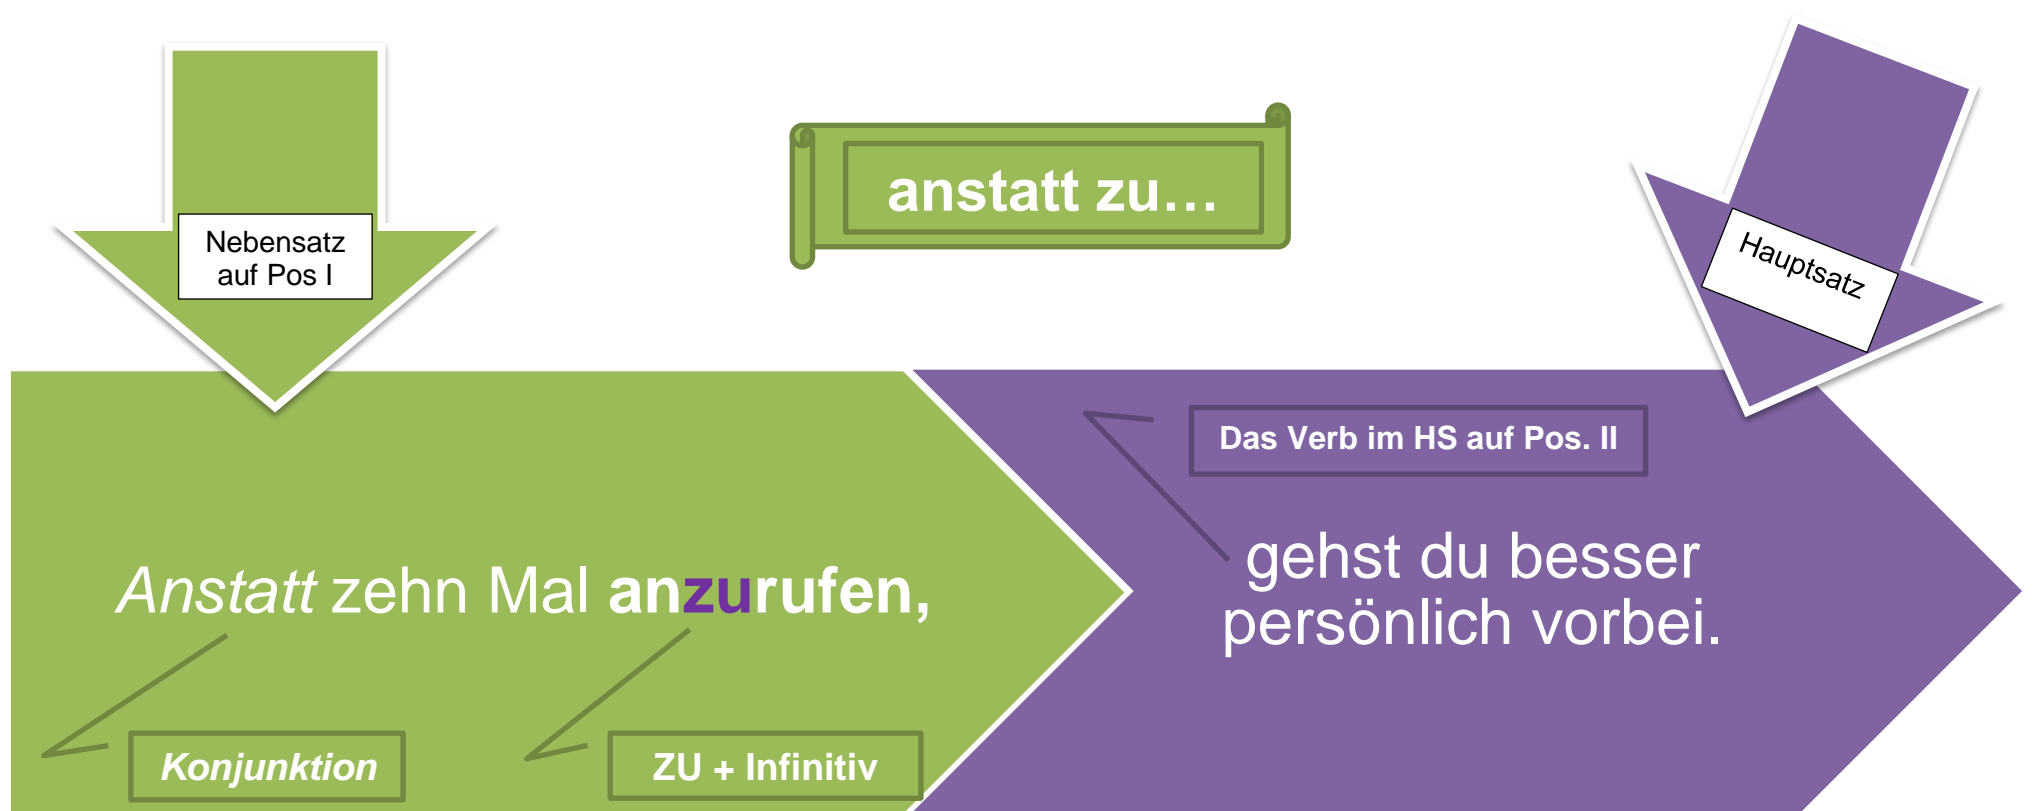 anstatt zu…
Nebensatz
auf Pos I
Hauptsatz
Das Verb im HS auf Pos. II
Anstatt zehn Mal anzurufen,
gehst du besser
persönlich vorbei.
Konjunktion
ZU + Infinitiv